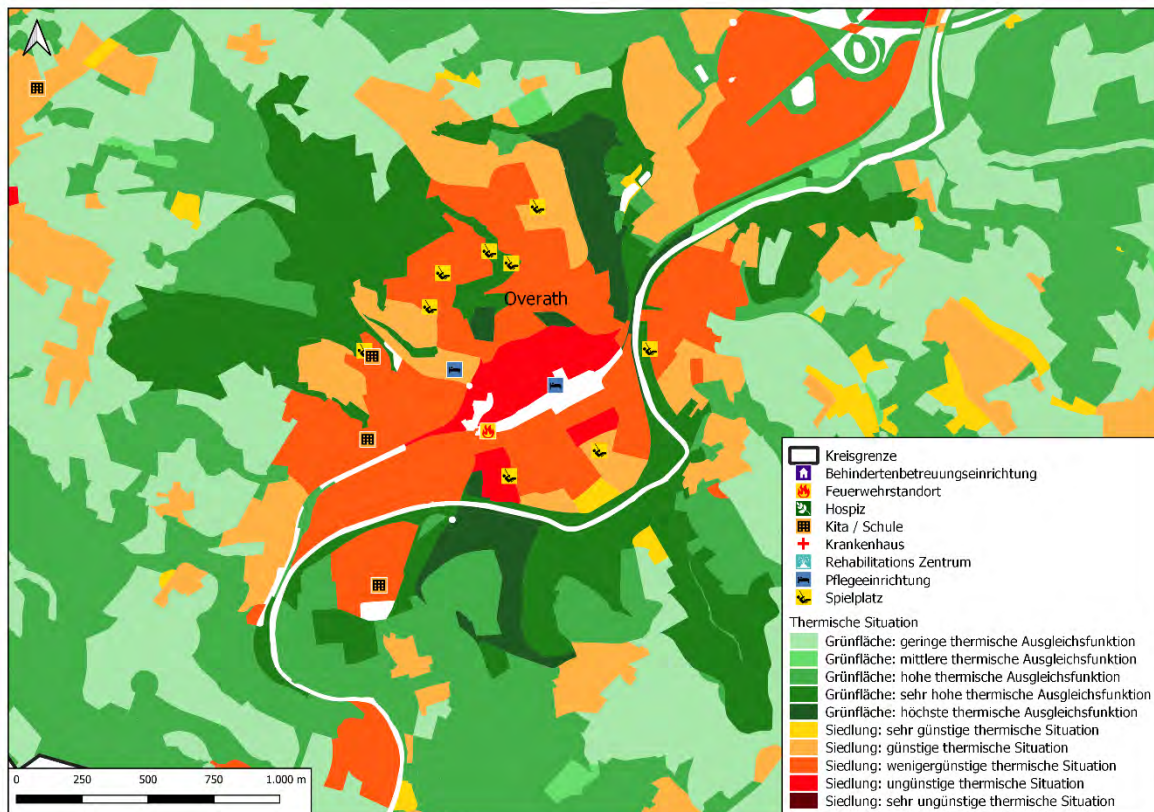 Overath
Kreisgrenze
Behindertenbetreuungseinrichtung
Feuerwehrstandort
Hospiz
Kita / Schule
Krankenhaus
Rehabilitations Zentrum
Pflegeeinrichtung
Spielplatz
Thermische Situation
Grünfläche: geringe thermische Ausgleichsfunktion
Grünfläche: mittlere thermische Ausgleichsfunktion
Grünfläche: hohe thermische Ausgleichsfunktion
Grünfläche: sehr hohe thermische Ausgleichsfunktion
Grünfläche: höchste thermische Ausgleichsfunktion
Siedlung: sehr günstige thermische Situation
Siedlung: günstige thermische Situation
Siedlung: wenigergünstige thermische Situation
Siedlung: ungünstige thermische Situation
Siedlung: sehr ungünstige thermische Situation
0 250 500 750 1.000 m